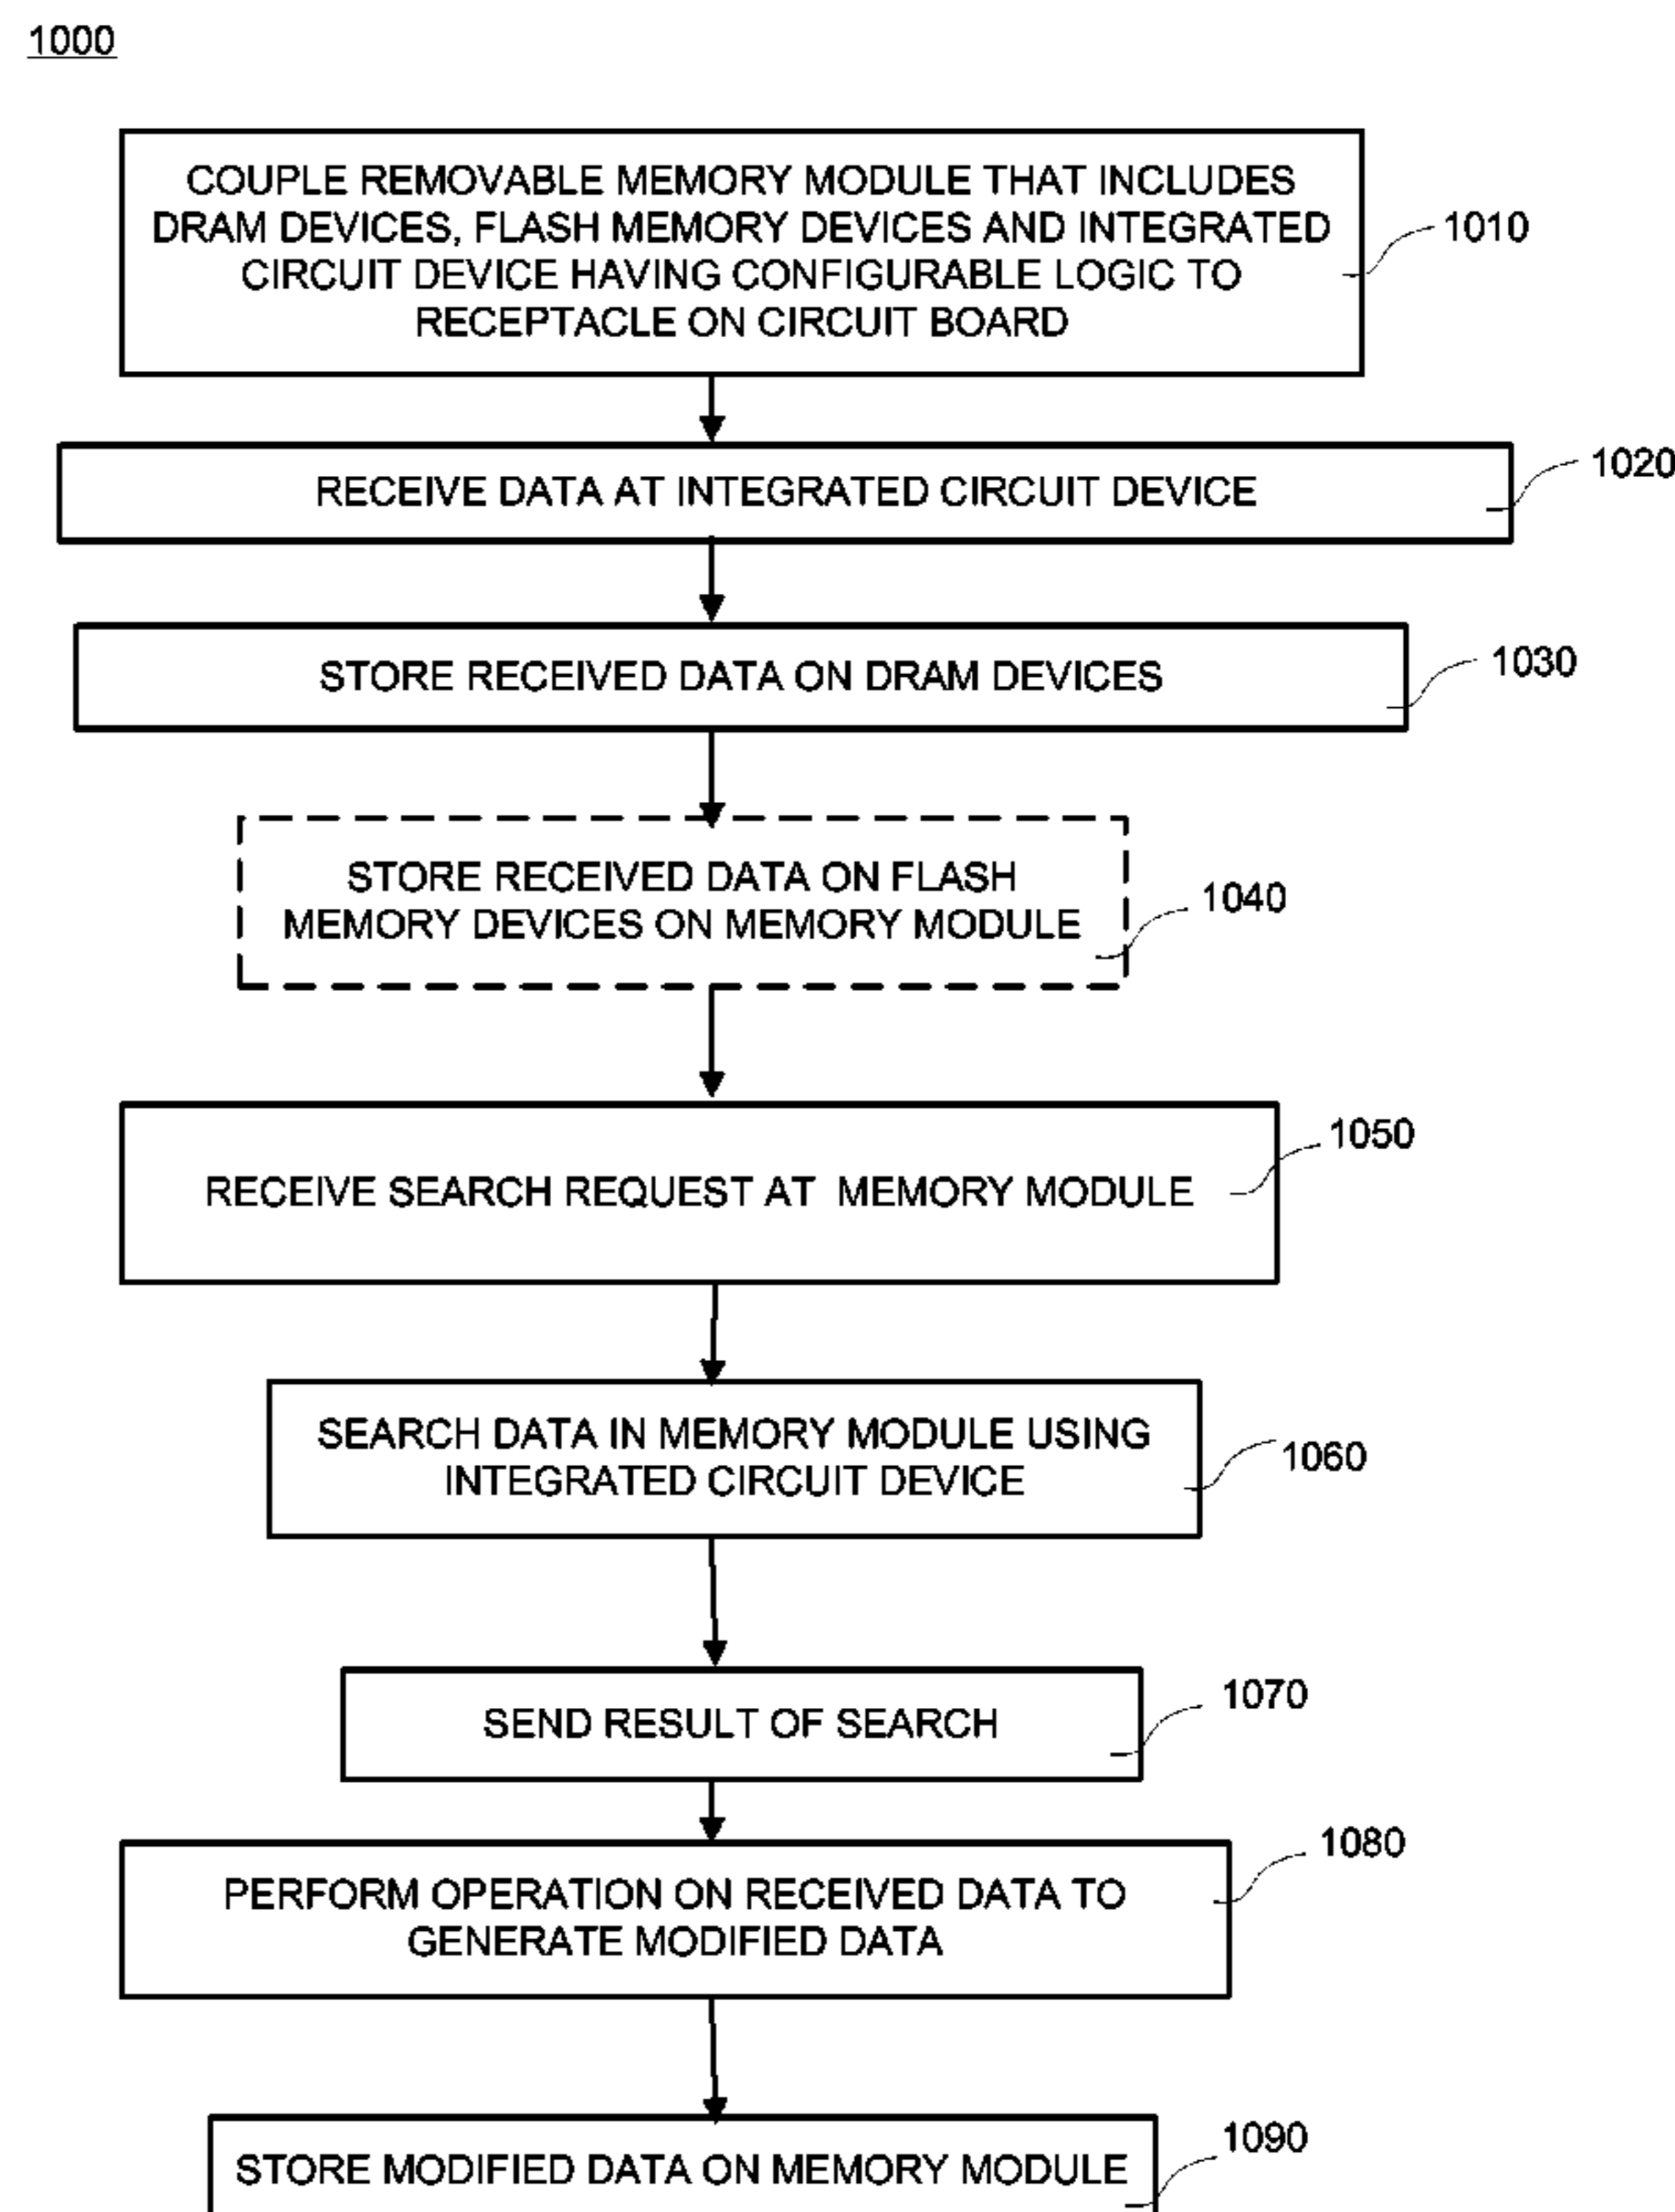 1000
COUPLE REMOVABLE MEMORY MODULE THAT INCLUDES
DRAM DEVICES, FLASH MEMORY DEVICES AND INTEGRATED
CIRCUIT DEVICE HAVING CONFIGURABLE LOGIC TO
RECEPTACLE ON CIRCUIT BOARD
1010
RECEIVE DATA AT INTEGRATED CIRCUIT DEVICE
1020
STORE RECEIVED DATA ON DRAM DEVICES
1030
STORE RECEIVED DATA ON FLASH
MEMORY DEVICES ON MEMORY MODULE
1040
RECEIVE SEARCH REQUEST AT MEMORY MODULE
1050
SEARCH DATA IN MEMORY MODULE USING
INTEGRATED CIRCUIT DEVICE
1060
SEND RESULT OF SEARCH
1070
PERFORM OPERATION ON RECEIVED DATA TO
GENERATE MODIFIED DATA
1080
STORE MODIFIED DATA ON MEMORY MODULE
1090